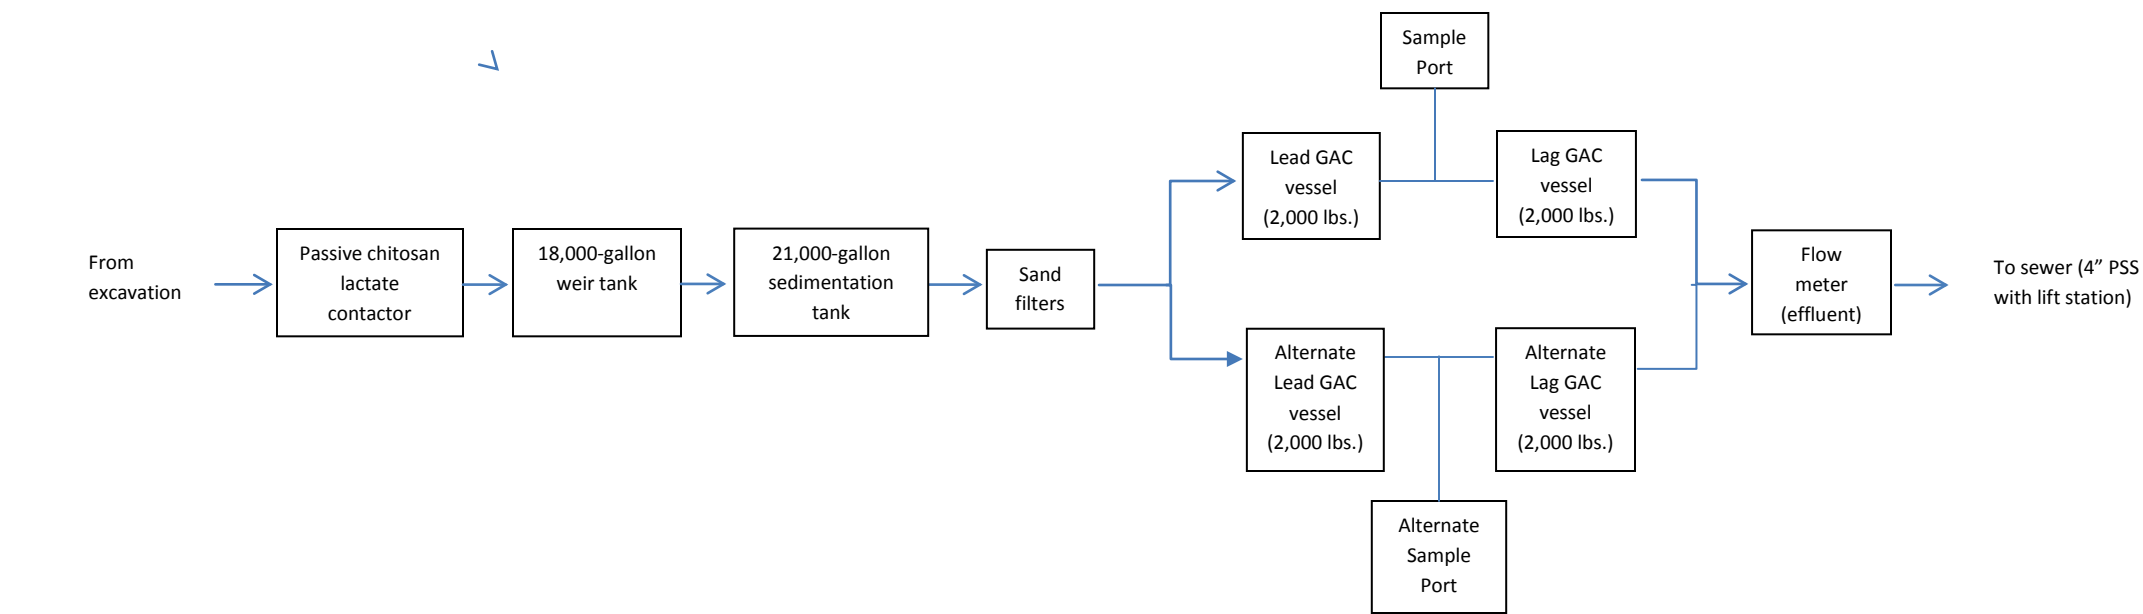 From
excavation
Passive chitosan
lactate
contactor
18,000-gallon
weir tank
21,000-gallon
sedimentation
tank
Sand
filters
Sample
Port
Lead GAC
vessel
(2,000 lbs.)
Lag GAC
vessel
(2,000 lbs.)
Alternate
Lead GAC
vessel
(2,000 lbs.)
Alternate
Lag GAC
vessel
(2,000 lbs.)
Alternate
Sample
Port
Flow
meter
(effluent)
To sewer (4” PSS
with lift station)